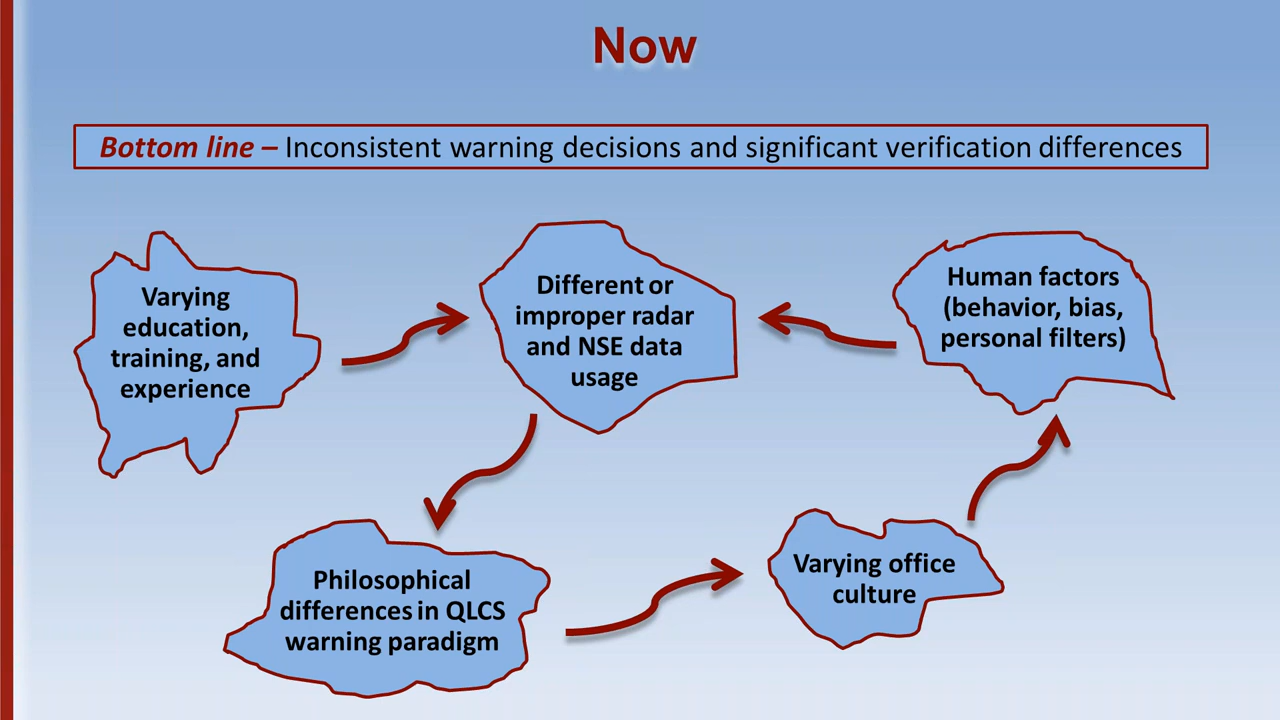 Now
Bottom line – Inconsistent warning decisions and significant verification differences
Varying
education,
training, and
experience
Different or
improper radar
and NSE data
usage
Human factors
(behavior, bias,
personal filters)
Philosophical
differences in QLCS
warning paradigm
Varying office
culture